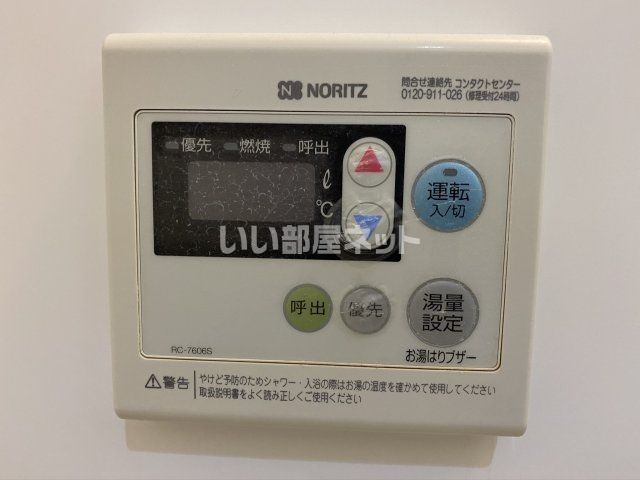 NORITZ
問合せ連絡先 コンタクトセンター
0120-911-026 (修理受付24時間)
優先 燃焼 呼出
ℓ
℃
運転
入/切
いい部屋ネット
呼出
優先
湯量
設定
お湯はりブザー
RC-7606S
警告
やけど予防のためシャワー・入浴の際はお湯の温度を確かめて使用してください
取扱説明書をよく読み正しくご使用ください